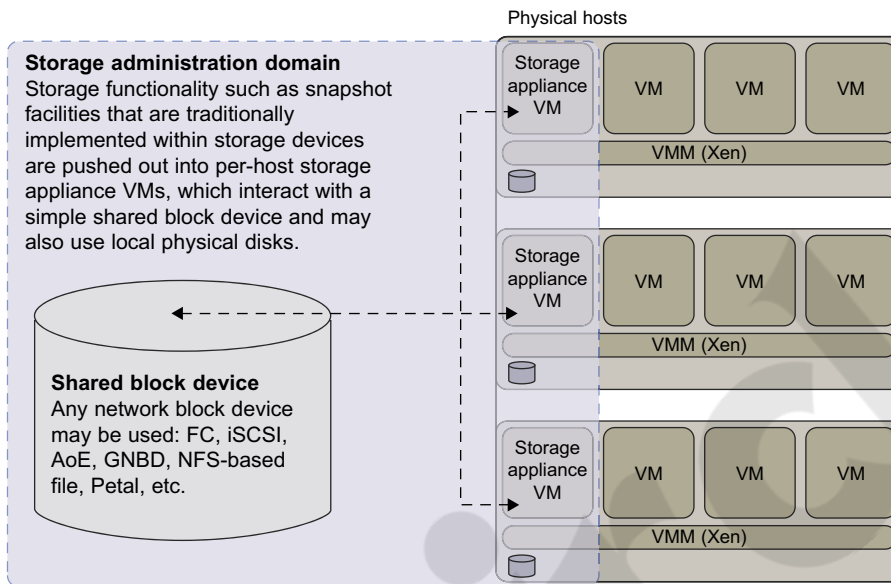 Physical hosts
Storage administration domain
Storage functionality such as snapshot
facilities that are traditionally
implemented within storage devices
are pushed out into per-host storage
appliance VMs, which interact with a
simple shared block device and may
also use local physical disks.
Shared block device
Any network block device
may be used: FC, iSCSI,
AoE, GNBD, NFS-based
file, Petal, etc.
Storage
appliance
VM
VM
VM
VM
VMM (Xen)
Storage
appliance
VM
VM
VM
VM
VMM (Xen)
Storage
appliance
VM
VM
VM
VM
VMM (Xen)